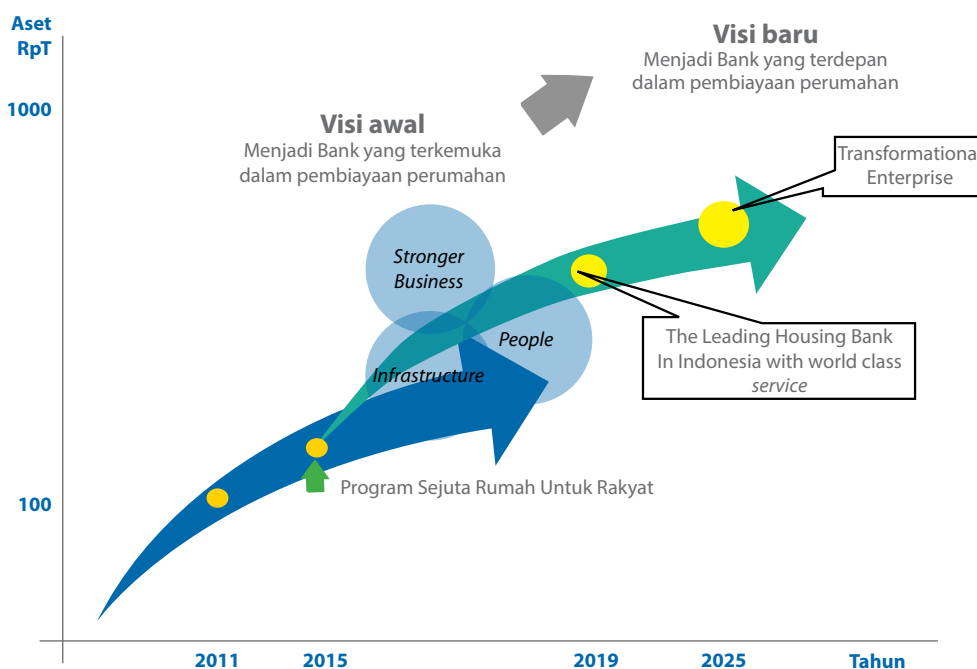 Aset
RpT
1000
100
Visi baru
Menjadi Bank yang terdepan
dalam pembiayaan perumahan
Visi awal
Menjadi Bank yang terkemuka
dalam pembiayaan perumahan
Transformational
Enterprise
Stronger
Business
People
Infrastructure
The Leading Housing Bank
In Indonesia with world class
service
Program Sejuta Rumah Untuk Rakyat
2011
2015
2019
2025
Tahun